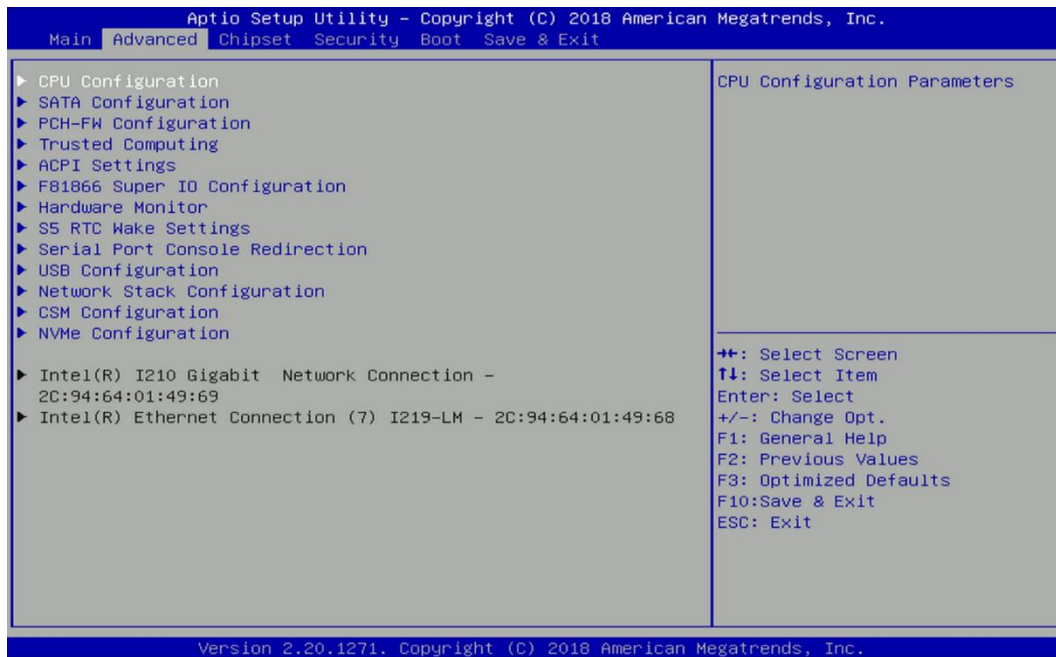 Aptio Setup Utility – Copyright (C) 2018 American Megatrends, Inc.
Main Advanced Chipset Security Boot Save & Exit
▶ CPU Configuration
▶ SATA Configuration
▶ PCH-FW Configuration
▶ Trusted Computing
▶ ACPI Settings
▶ F81866 Super IO Configuration
▶ Hardware Monitor
▶ S5 RTC Wake Settings
▶ Serial Port Console Redirection
▶ USB Configuration
▶ Network Stack Configuration
▶ CSM Configuration
▶ NVMe Configuration
▶ Intel(R) I210 Gigabit  Network Connection –
2C:94:64:01:49:69
▶ Intel(R) Ethernet Connection (7) I219-LM – 2C:94:64:01:49:68
CPU Configuration Parameters
→←: Select Screen
↑↓: Select Item
Enter: Select
+/-: Change Opt.
F1: General Help
F2: Previous Values
F3: Optimized Defaults
F10:Save & Exit
ESC: Exit
Version 2.20.1271. Copyright (C) 2018 American Megatrends, Inc.